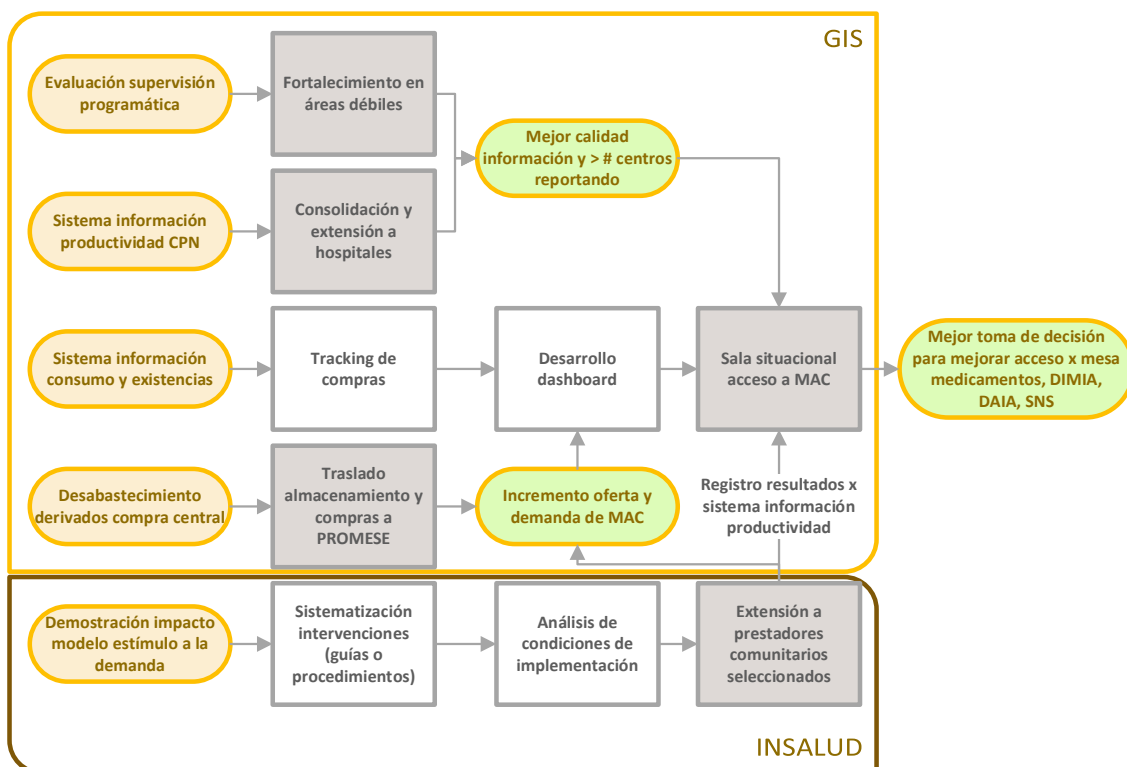 GIS
Evaluación supervisión
programática
Fortalecimiento en
áreas débiles
Mejor calidad
información y > # centros
reportando
Sistema información
productividad CPN
Consolidación y
extensión a
hospitales
Sistema información
consumo y existencias
Tracking de
compras
Desarrollo
dashboard
Sala situacional
acceso a MAC
Mejor toma de decisión
para mejorar acceso x mesa
medicamentos, DIMIA,
DAIA, SNS
Desabastecimiento
derivados compra central
Traslado
almacenamiento y
compras a
PROMESE
Incremento oferta y
demanda de MAC
Registro resultados x
sistema información
productividad
Demostración impacto
modelo estímulo a la
demanda
Sistematización
intervenciones
(guías o
procedimientos)
Análisis de
condiciones de
implementación
Extensión a
prestadores
comunitarios
seleccionados
INSALUD